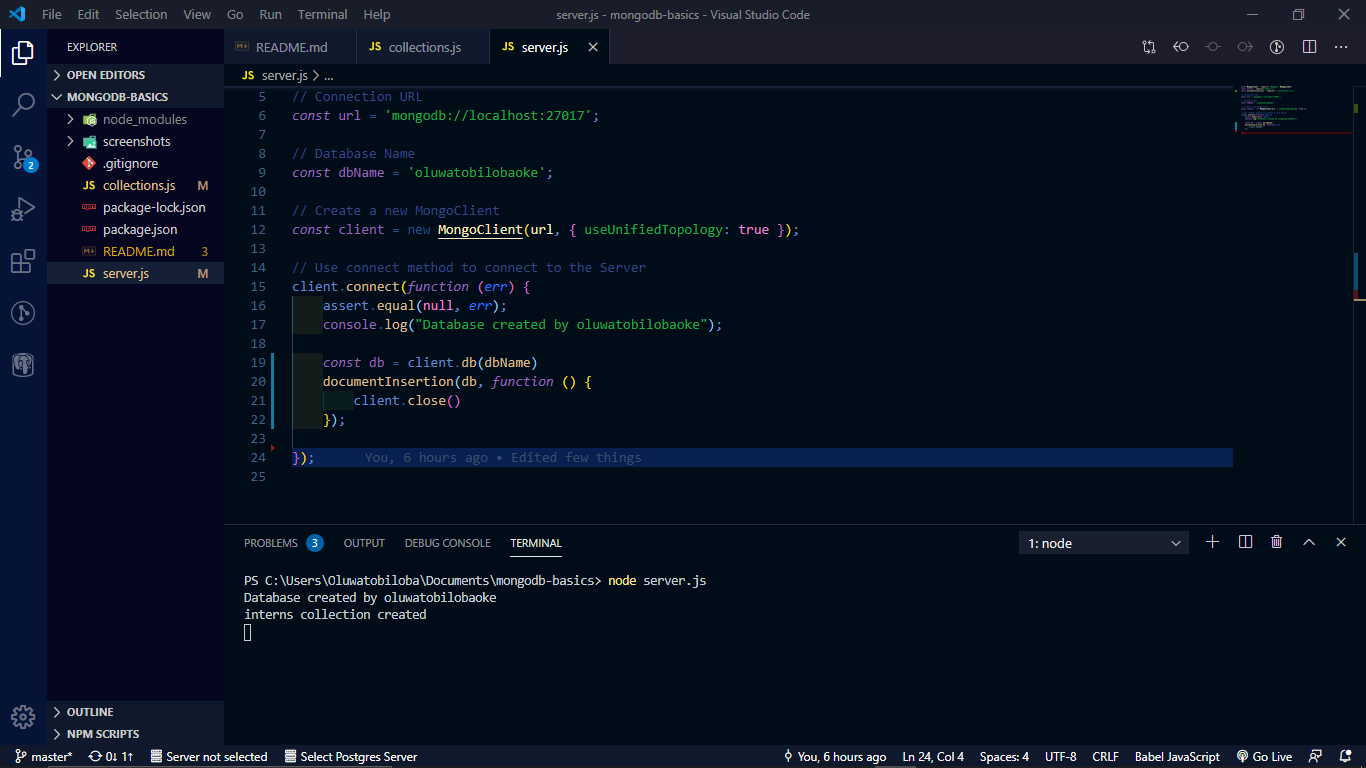 File Edit Selection View Go Run Terminal Help server.js - mongodb-basics - Visual Studio Code
EXPLORER
OPEN EDITORS
MONGODB-BASICS
node_modules
screenshots
.gitignore
JS collections.js M
package-lock.json
package.json
README.md 3
JS server.js M
OUTLINE
NPM SCRIPTS
2
README.md JS collections.js JS server.js
JS server.js > ...
5 // Connection URL
6 const url = 'mongodb://localhost:27017';
7
8 // Database Name
9 const dbName = 'oluwatobilobaoke';
10
11 // Create a new MongoClient
12 const client = new MongoClient(url, { useUnifiedTopology: true });
13
14 // Use connect method to connect to the Server
15 client.connect(function (err) {
16 assert.equal(null, err);
17 console.log("Database created by oluwatobilobaoke");
18
19 const db = client.db(dbName)
20 documentInsertion(db, function () {
21 client.close()
22 });
23
24 }); You, 6 hours ago • Edited few things
25
PROBLEMS 3 OUTPUT DEBUG CONSOLE TERMINAL 1: node
PS C:\Users\Oluwatobiloba\Documents\mongodb-basics> node server.js
Database created by oluwatobilobaoke
interns collection created
master* 0↓ 1↑ Server not selected Select Postgres Server You, 6 hours ago Ln 24, Col 4 Spaces: 4 UTF-8 CRLF Babel JavaScript Go Live